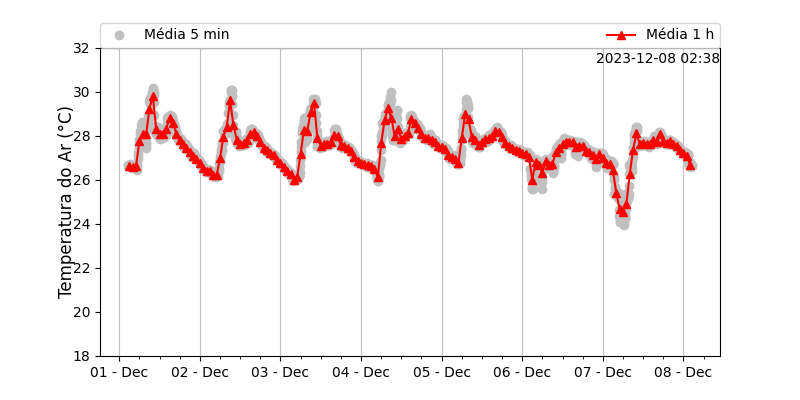 Média 5 min
Média 1 h
2023-12-08 02:38
Temperatura do Ar (°C)
32
30
28
26
24
22
20
18
01 - Dec
02 - Dec
03 - Dec
04 - Dec
05 - Dec
06 - Dec
07 - Dec
08 - Dec